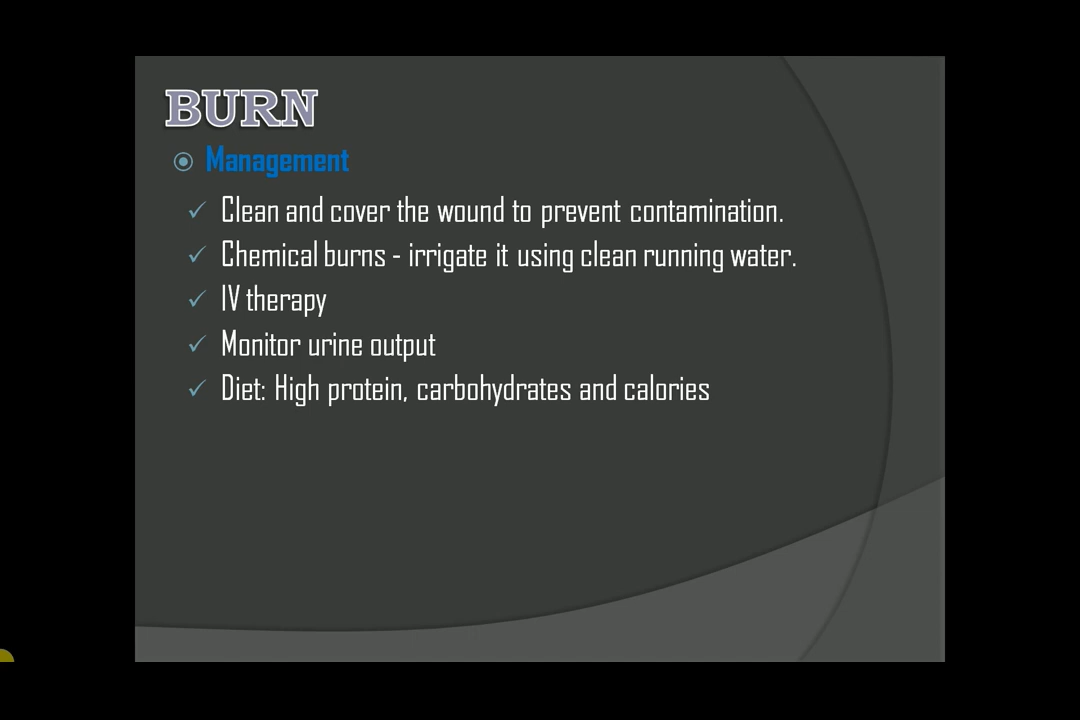 BURN
Management
Clean and cover the wound to prevent contamination.
Chemical burns - irrigate it using clean running water.
IV therapy
Monitor urine output
Diet: High protein, carbohydrates and calories